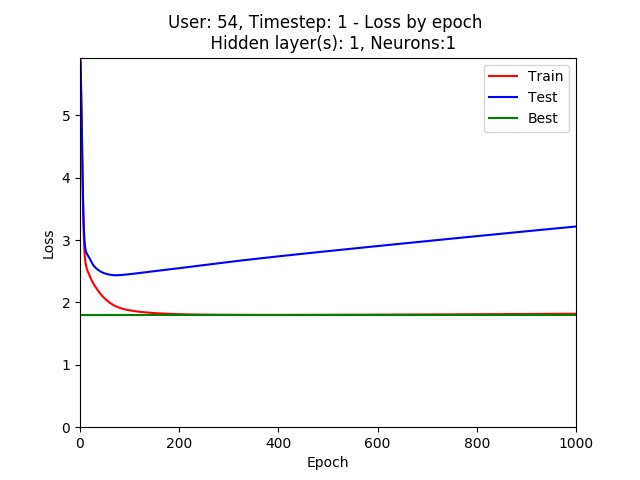 User: 54, Timestep: 1 - Loss by epoch
Hidden layer(s): 1, Neurons:1
Train
Test
Best
5
4
3
2
1
0
Loss
0 200 400 600 800 1000
Epoch